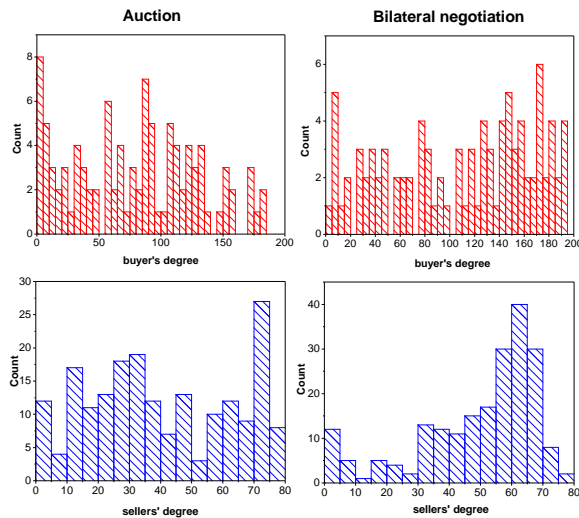 Auction
Bilateral negotiation
8
6
4
2
0
Count
0 50 100 150 200
buyer's degree
6
4
2
0
Count
0 20 40 60 80 100 120 140 160 180 200
buyer's degree
30
25
20
15
10
5
0
Count
0 10 20 30 40 50 60 70 80
sellers' degree
40
30
20
10
0
Count
0 10 20 30 40 50 60 70 80
sellers' degree